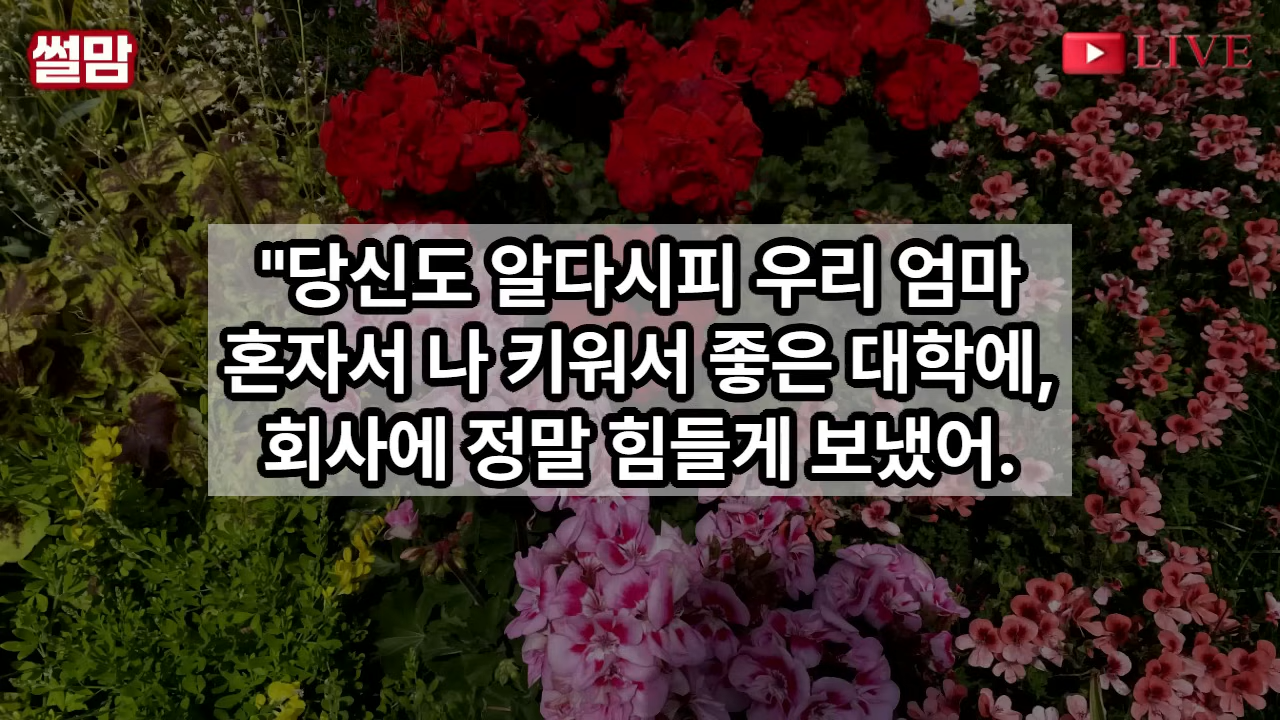 썰맘
LIVE
"당신도 알다시피 우리 엄마
혼자서 나 키워서 좋은 대학에,
회사에 정말 힘들게 보냈어.